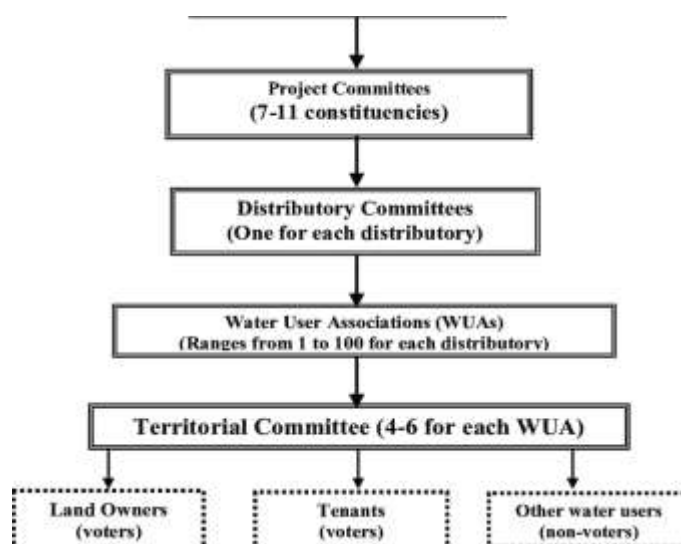 Project Committees
(7-11 constituencies)
Distributory Committees
(One for each distributory)
Water User Associations (WUAs)
(Ranges from 1 to 100 for each distributory)
Territorial Committee (4-6 for each WUA)
Land Owners
(voters)
Tenants
(voters)
Other water users
(non-voters)